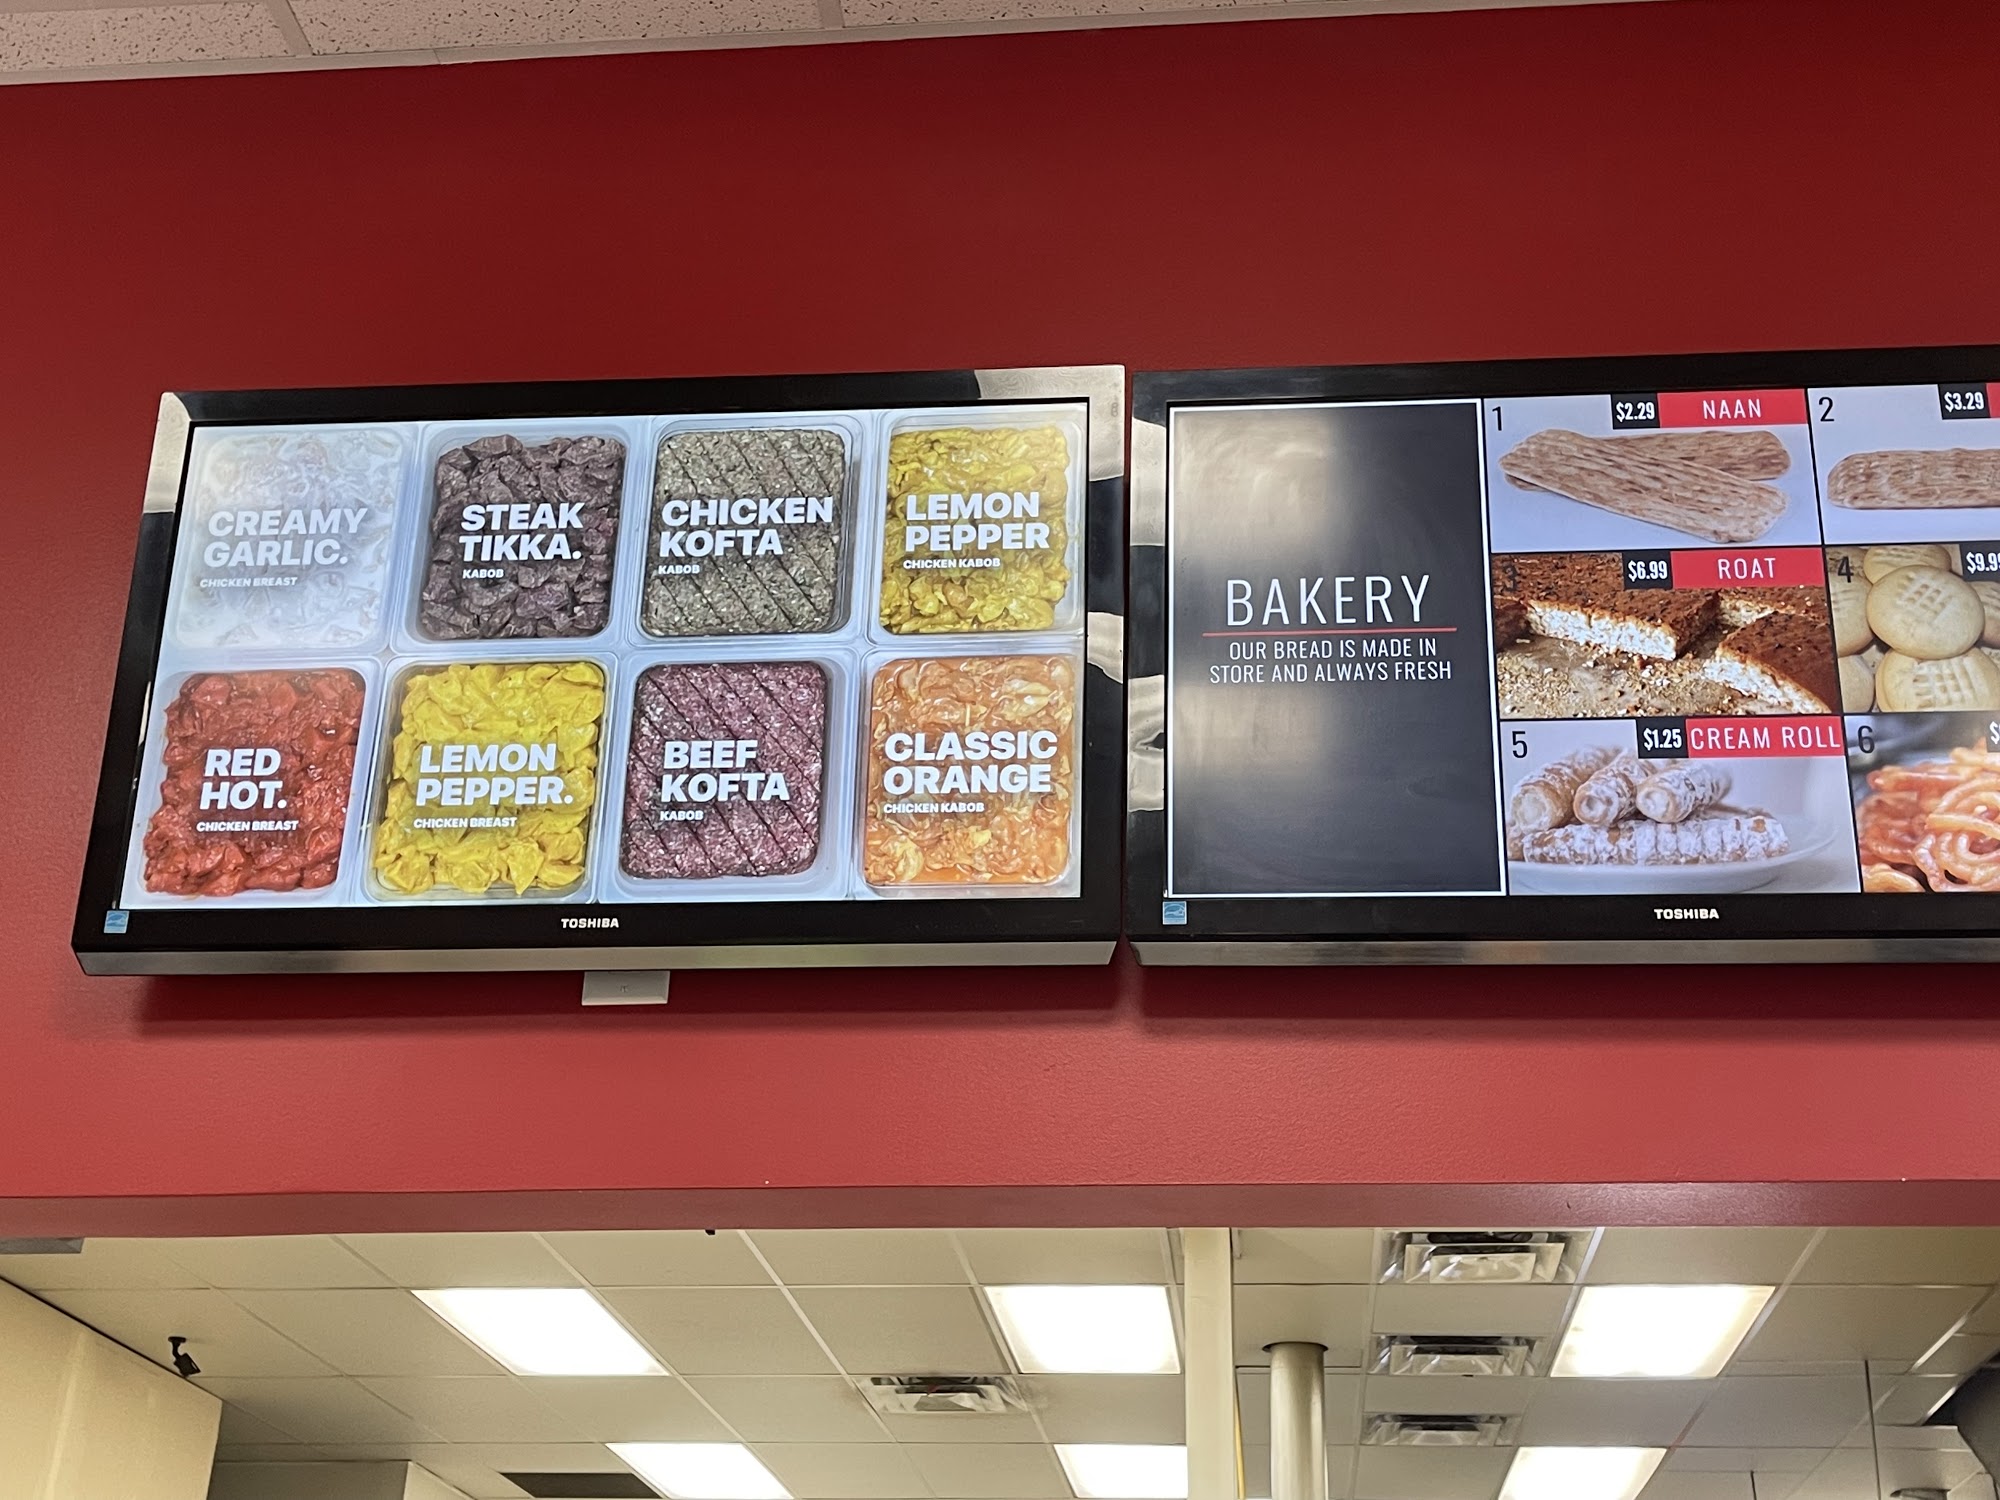 CREAMY
GARLIC.
CHICKEN BREAST
STEAK
TIKKA.
KABOB
CHICKEN
KOFTA
KABOB
LEMON
PEPPER
CHICKEN KABOB
RED
HOT.
CHICKEN BREAST
LEMON
PEPPER.
CHICKEN BREAST
BEEF
KOFTA
KABOB
CLASSIC
ORANGE
CHICKEN KABOB
TOSHIBA
BAKERY
OUR BREAD IS MADE IN
STORE AND ALWAYS FRESH
1 $2.29 NAAN
2 $3.29
3 $6.99 ROAT
4
5 $1.25 CREAM ROLL
6
TOSHIBA